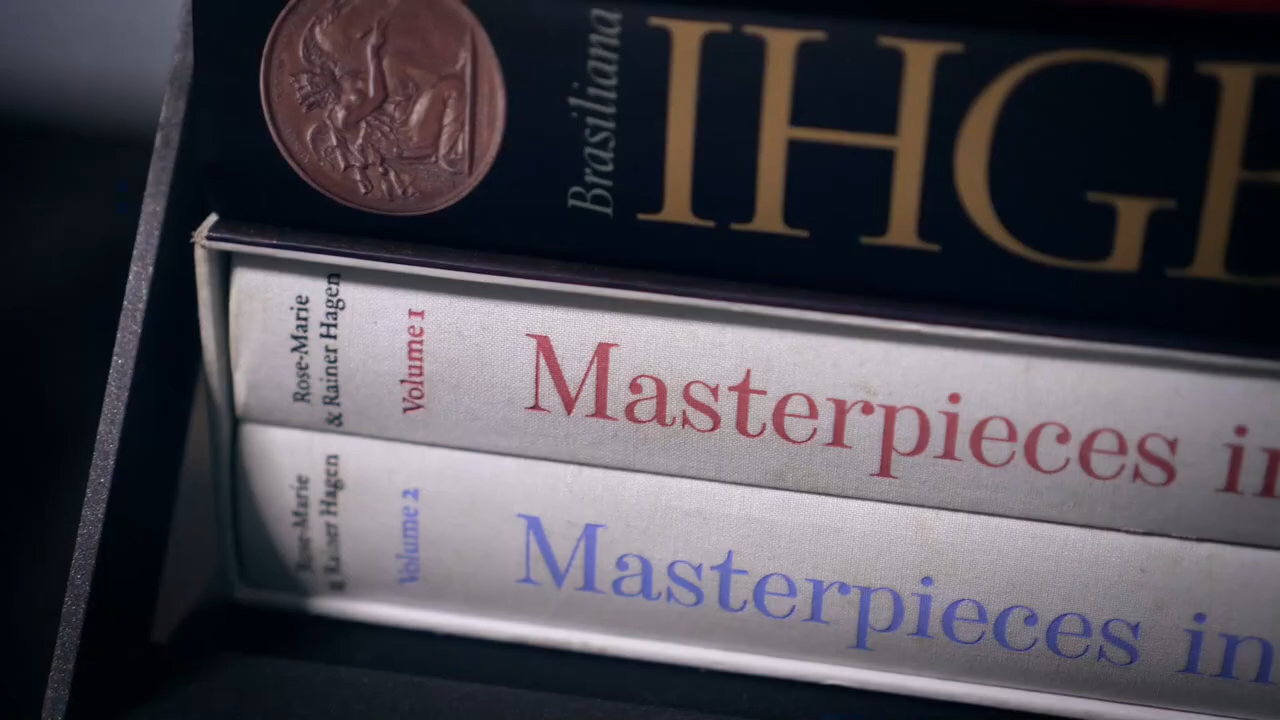 Brasiliana
IHG
Rose-Marie
& Rainer Hagen
Volume 1
Masterpieces in
Rose-Marie
& Rainer Hagen
Volume 2
Masterpieces in